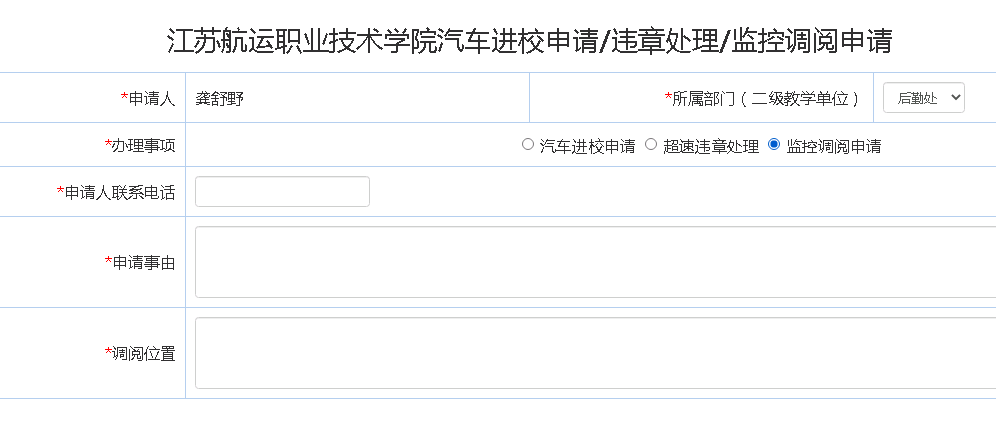 江苏航运职业技术学院汽车进校申请/违章处理/监控调阅申请
*申请人 龚舒野 *所属部门（二级教学单位） 后勤处
*办理事项 汽车进校申请 超速违章处理 监控调阅申请
*申请人联系电话
*申请事由
*调阅位置